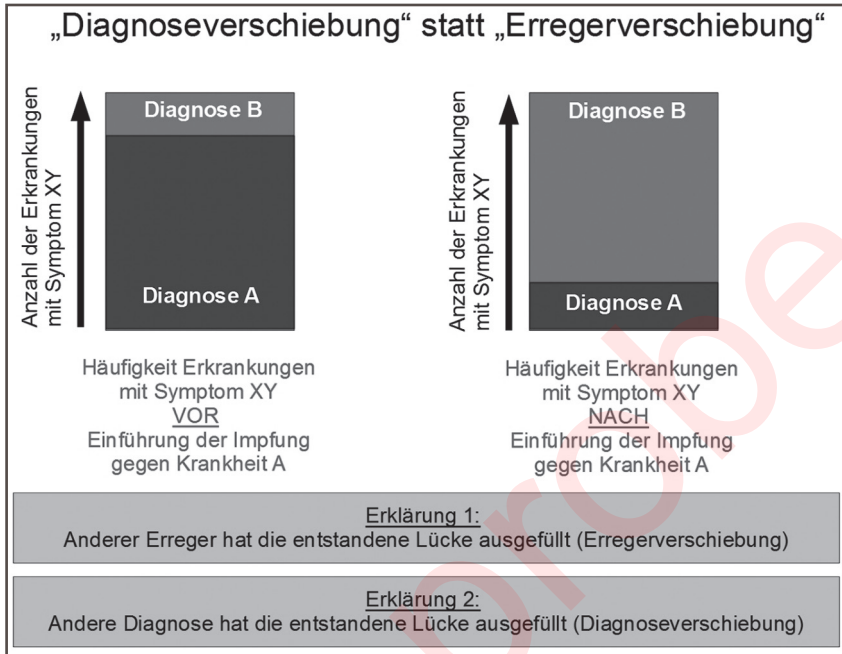 „Diagnoseverschiebung“ statt „Erregerverschiebung“
Anzahl der Erkrankungen
mit Symptom XY
Diagnose B
Diagnose A
Häufigkeit Erkrankungen
mit Symptom XY
VOR
Einführung der Impfung
gegen Krankheit A
Anzahl der Erkrankungen
mit Symptom XY
Diagnose B
Diagnose A
Häufigkeit Erkrankungen
mit Symptom XY
NACH
Einführung der Impfung
gegen Krankheit A
Erklärung 1:
Anderer Erreger hat die entstandene Lücke ausgefüllt (Erregerverschiebung)
Erklärung 2:
Andere Diagnose hat die entstandene Lücke ausgefüllt (Diagnoseverschiebung)
probe